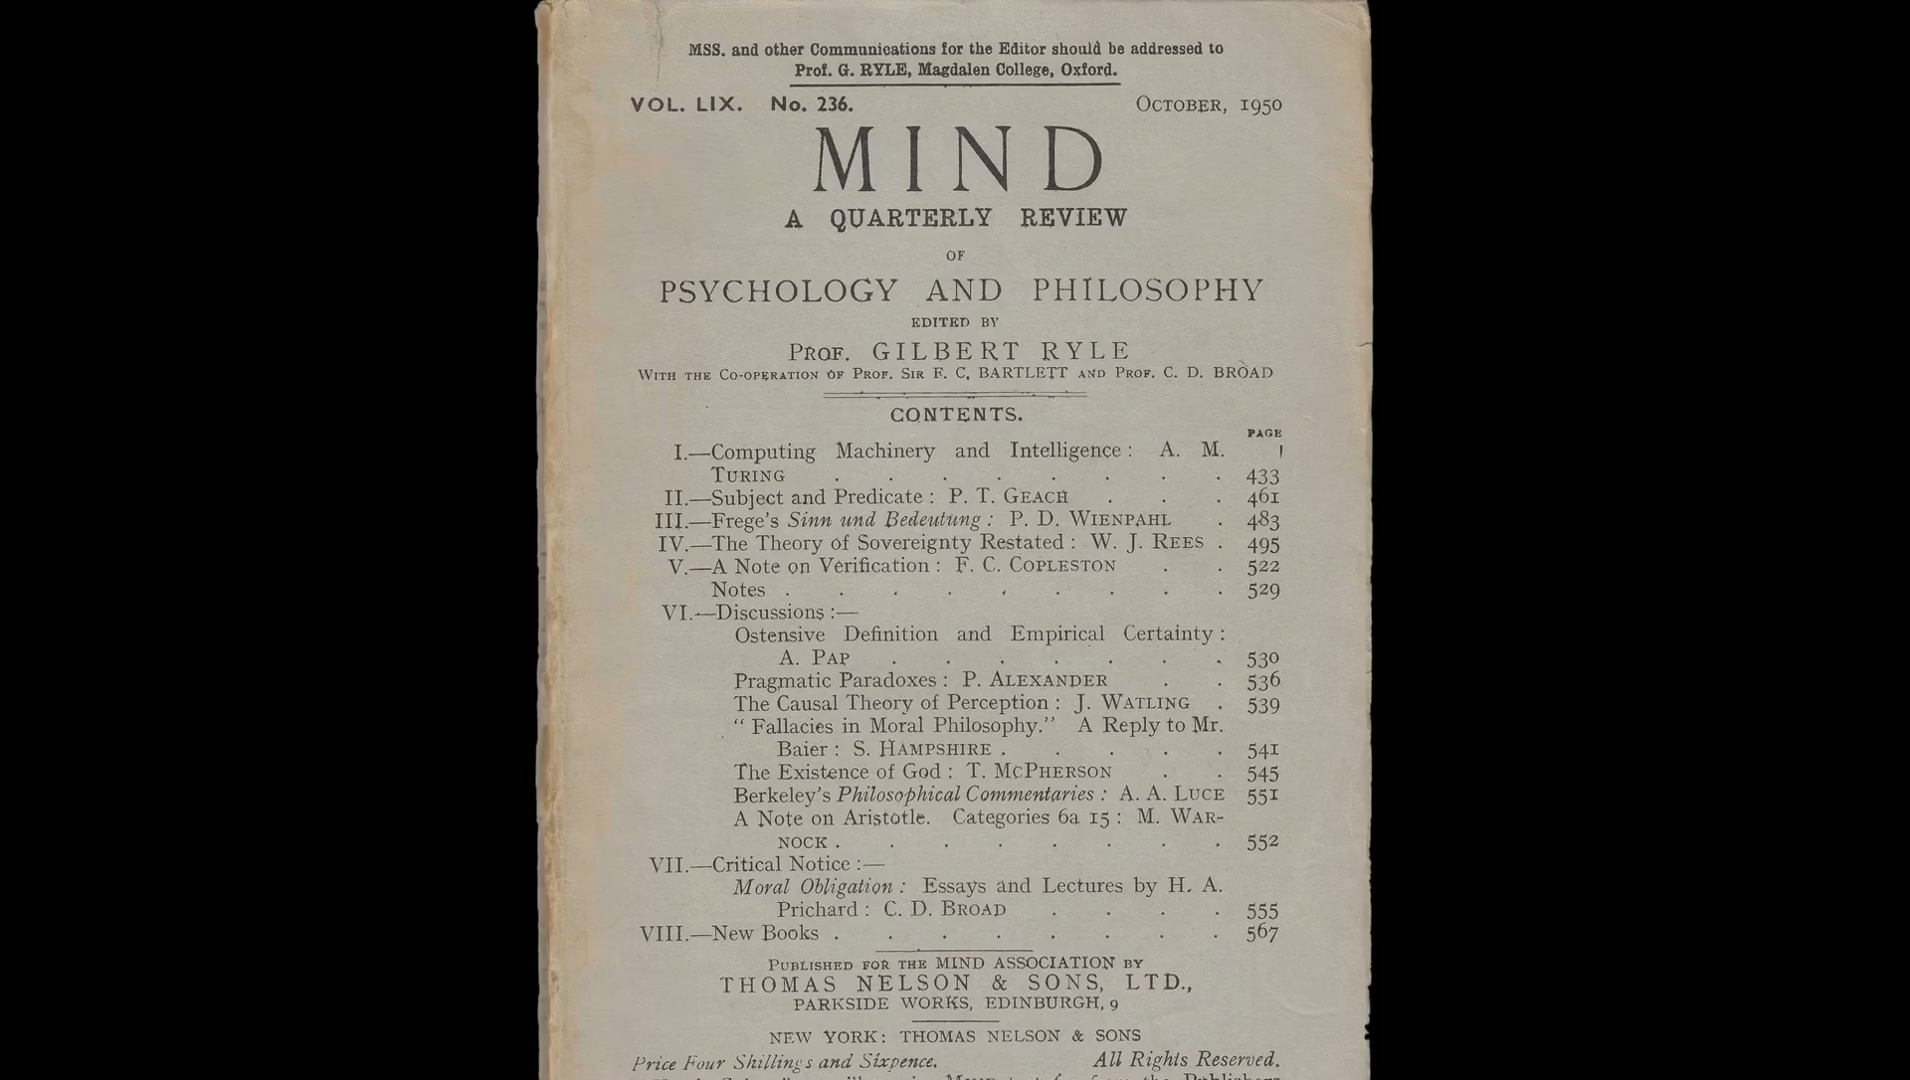 MSS. and other Communications for the Editor should be addressed to
Prof. G. RYLE, Magdalen College, Oxford.
VOL. LIX. No. 236. OCTOBER, 1950
MIND
A QUARTERLY REVIEW
OF
PSYCHOLOGY AND PHILOSOPHY
EDITED BY
PROF. GILBERT RYLE
WITH THE CO-OPERATION OF PROF. SIR F. C. BARTLETT AND PROF. C. D. BROAD
CONTENTS.
PAGE
I.—Computing Machinery and Intelligence : A. M.
TURING . . . . . . . . 433
II.—Subject and Predicate : P. T. GEACH . . . 461
III.—Frege's Sinn und Bedeutung : P. D. WIENPAHL . 483
IV.—The Theory of Sovereignty Restated : W. J. REES . 495
V.—A Note on Verification : F. C. COPLESTON . . 522
Notes . . . . . . . . . 529
VI.—Discussions :—
Ostensive Definition and Empirical Certainty :
A. PAP . . . . . . . 530
Pragmatic Paradoxes : P. ALEXANDER . . 536
The Causal Theory of Perception : J. WATLING . 539
“ Fallacies in Moral Philosophy.” A Reply to Mr.
Baier : S. HAMPSHIRE . . . . . 541
The Existence of God : T. MCPHERSON . . 545
Berkeley's Philosophical Commentaries : A. A. LUCE 551
A Note on Aristotle. Categories 6a 15 : M. WAR-
NOCK . . . . . . . . 552
VII.—Critical Notice :—
Moral Obligation : Essays and Lectures by H. A.
Prichard : C. D. BROAD . . . . 555
VIII.—New Books . . . . . . . . 567
PUBLISHED FOR THE MIND ASSOCIATION BY
THOMAS NELSON & SONS, LTD.,
PARKSIDE WORKS, EDINBURGH, 9
NEW YORK: THOMAS NELSON & SONS
Price Four Shillings and Sixpence. All Rights Reserved.